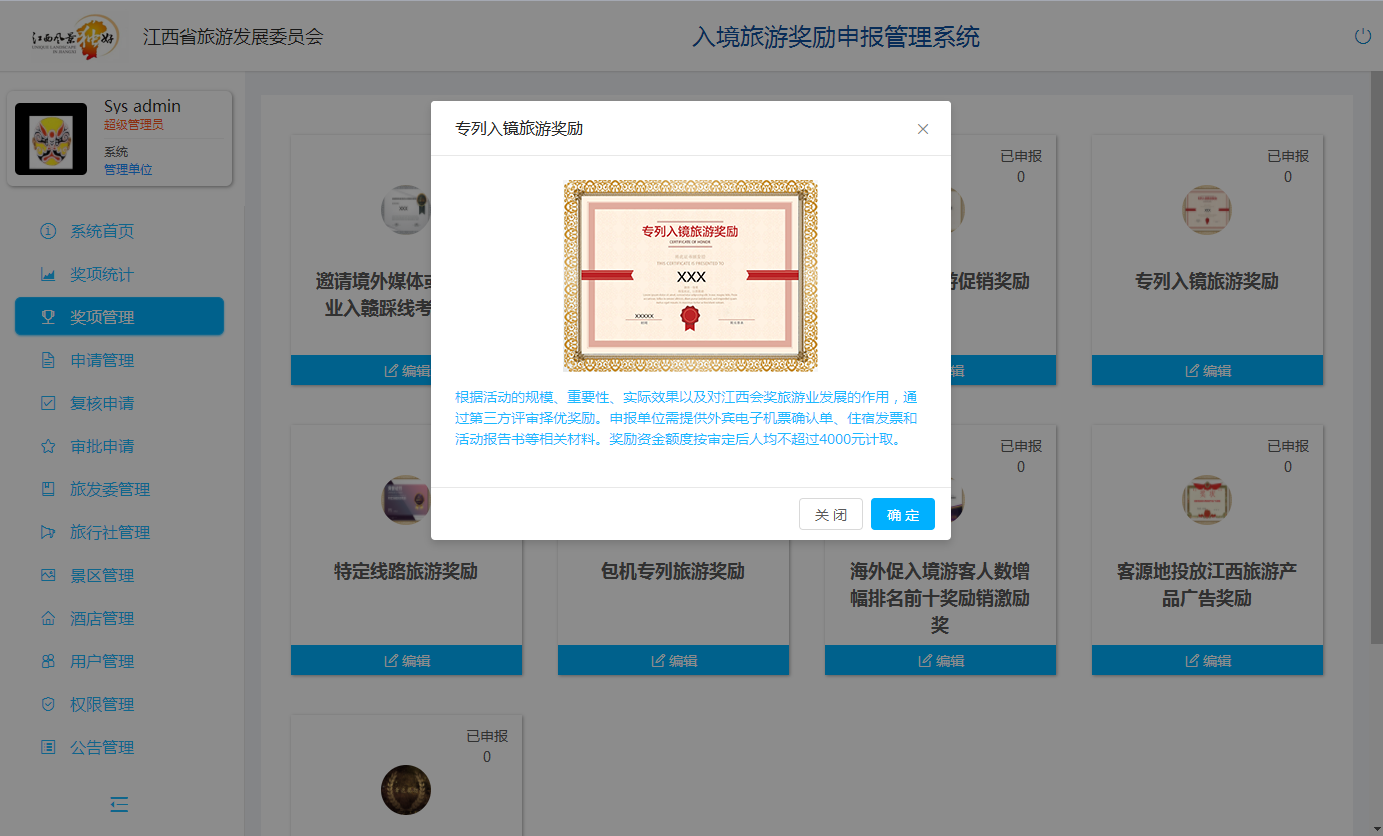 江西风景独好
江西省旅游发展委员会
入境旅游奖励申报管理系统
Sys admin
超级管理员
系统
管理单位
系统首页
奖项统计
奖项管理
申请管理
复核申请
审批申请
旅发委管理
旅行社管理
景区管理
酒店管理
用户管理
权限管理
公告管理
专列入镜旅游奖励
专列入镜旅游奖励
CERTIFICATE OF HONOR
THIS CERTIFICATE IS PRESENTED TO
XXX
XXXXX
根据活动的规模、重要性、实际效果以及对江西会奖旅游业发展的作用，通
过第三方评审择优奖励。申报单位需提供外宾电子机票确认单、住宿发票和
活动报告书等相关材料。奖励资金额度按审定后人均不超过4000元计取。
关 闭
确 定
邀请境外媒体或
业入赣踩线考
编辑
已申报
0
促销奖励
编辑
已申报
0
专列入镜旅游奖励
编辑
特定线路旅游奖励
编辑
包机专列旅游奖励
编辑
已申报
0
海外促入境游客人数增
幅排名前十奖励销激励
奖
编辑
已申报
0
客源地投放江西旅游产
品广告奖励
编辑
已申报
0